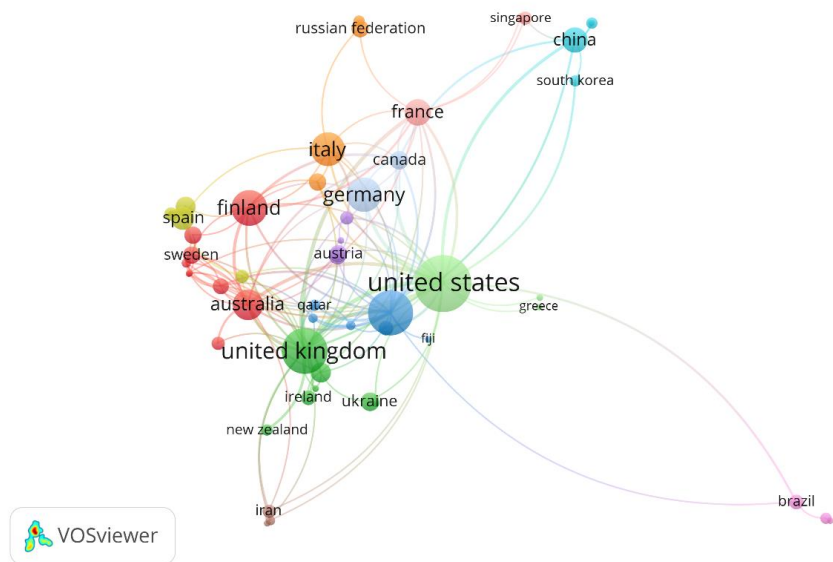 singapore
russian federation
china
south korea
france
italy
canada
germany
finland
spain
sweden
austria
united states
australia
qatar
greece
fiji
united kingdom
ireland
ukraine
new zealand
brazil
iran
VOSviewer